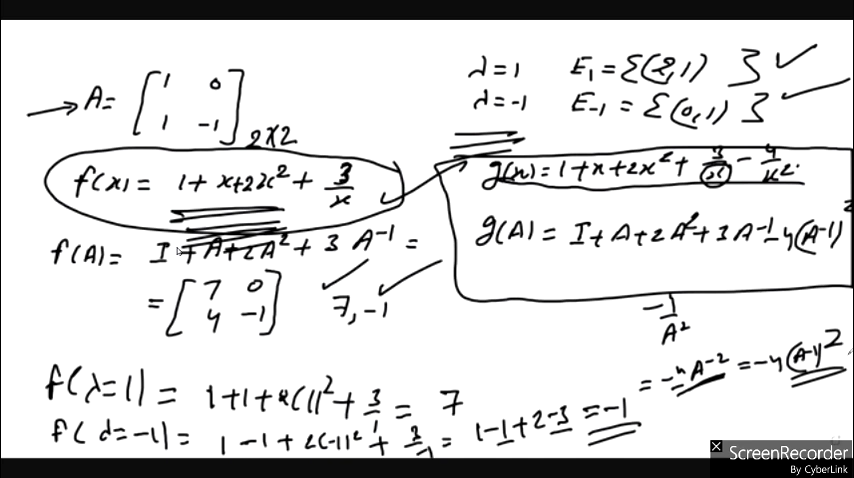 → A = [1 0; 1 -1] 2×2
λ = 1 E₁ = {(2,1)} ✓
λ = -1 E₋₁ = {(0,1)} ✓
f(x) = 1 + x + 2x² + 3/x
g(x) = 1 + x + 2x² + 3/x - 4/x²
f(A) = I + A + 2A² + 3 A⁻¹ =
g(A) = I + A + 2A² + 3A⁻¹ - 4(A⁻¹)²
= [7 0; 4 -1] ✓ 7, -1 ✓
-1/A²
= -4A⁻² = -4(A⁻¹)²
f(λ=1) = 1+1+2(1)² + 3/1 = 7
f(λ=-1) = 1-1+2(-1)² + 3/-1 = 1-1+2-3 = -1
ScreenRecorder
By CyberLink